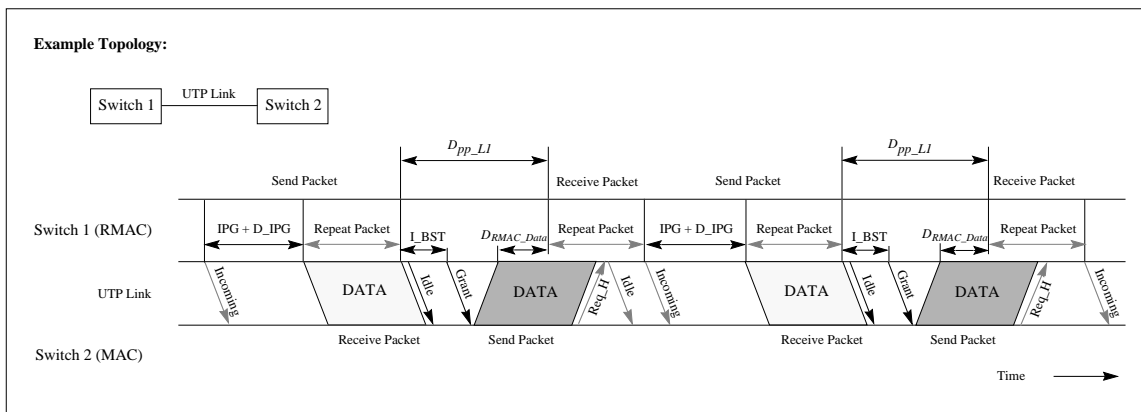 Example Topology:
UTP Link
Switch 1
Switch 2
D_pp_L1
D_pp_L1
Send Packet
Receive Packet
Send Packet
Receive Packet
Switch 1 (RMAC)
IPG + D_IPG
Repeat Packet
I_BST
D_RMAC_Data
Repeat Packet
IPG + D_IPG
Repeat Packet
I_BST
D_RMAC_Data
Repeat Packet
UTP Link
Incoming
DATA
Idle
Grant
DATA
Req_H
Idle
Incoming
DATA
Idle
Grant
DATA
Req_H
Incoming
Switch 2 (MAC)
Receive Packet
Send Packet
Receive Packet
Send Packet
Time